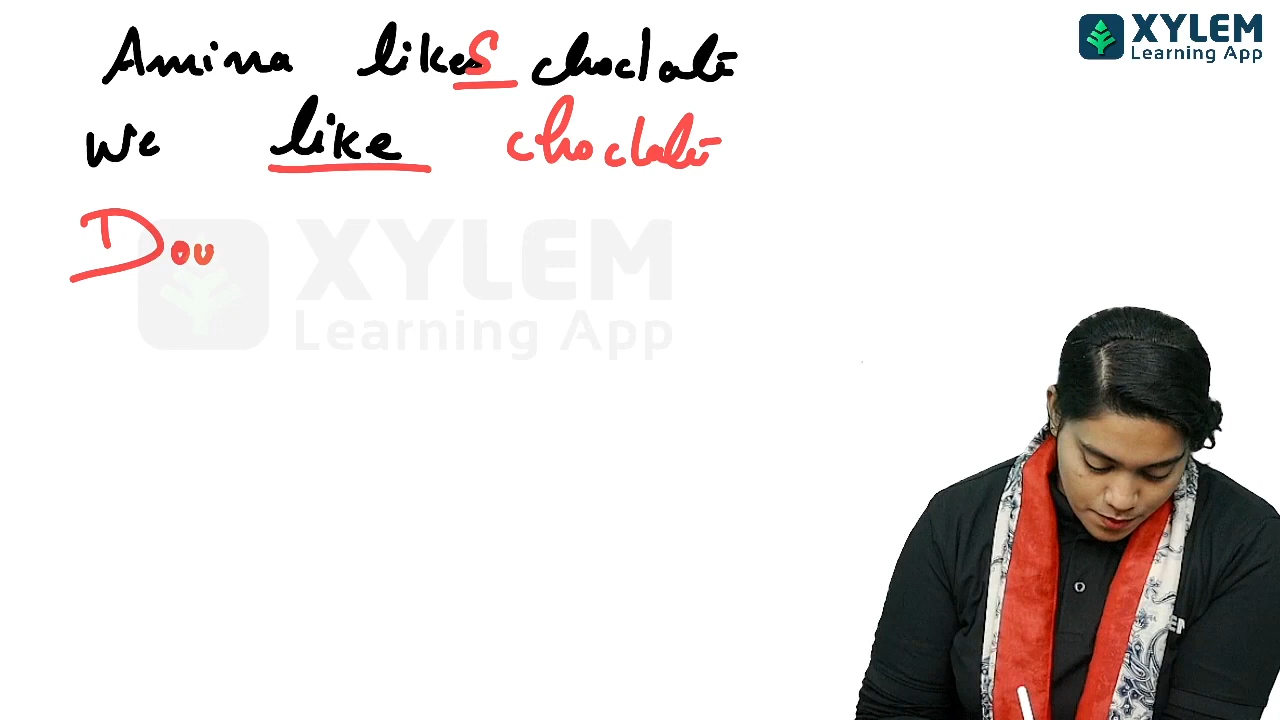 XYLEM
Learning App
Amina likes choclate
we like choclate
Dou
XYLEM
Learning App